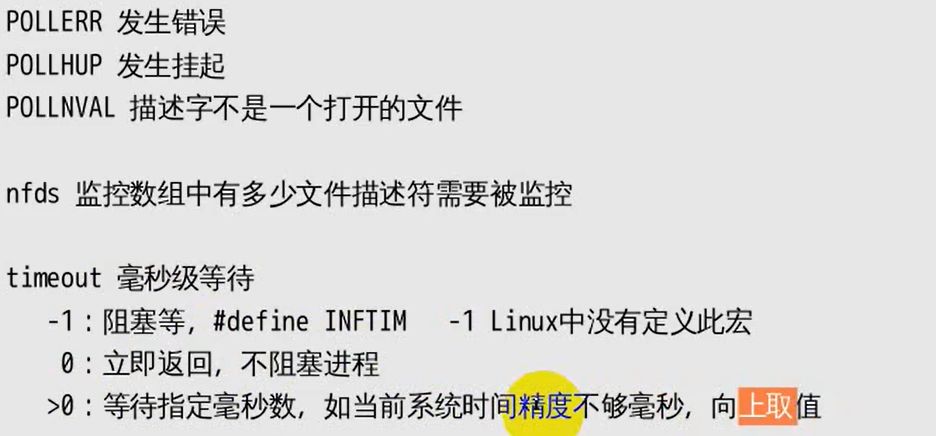 POLLERR 发生错误
POLLHUP 发生挂起
POLLNVAL 描述字不是一个打开的文件
nfds 监控数组中有多少文件描述符需要被监控
timeout 毫秒级等待
-1：阻塞等，#define INFTIM -1 Linux中没有定义此宏
0：立即返回，不阻塞进程
>0：等待指定毫秒数，如当前系统时间精度不够毫秒，向上取值